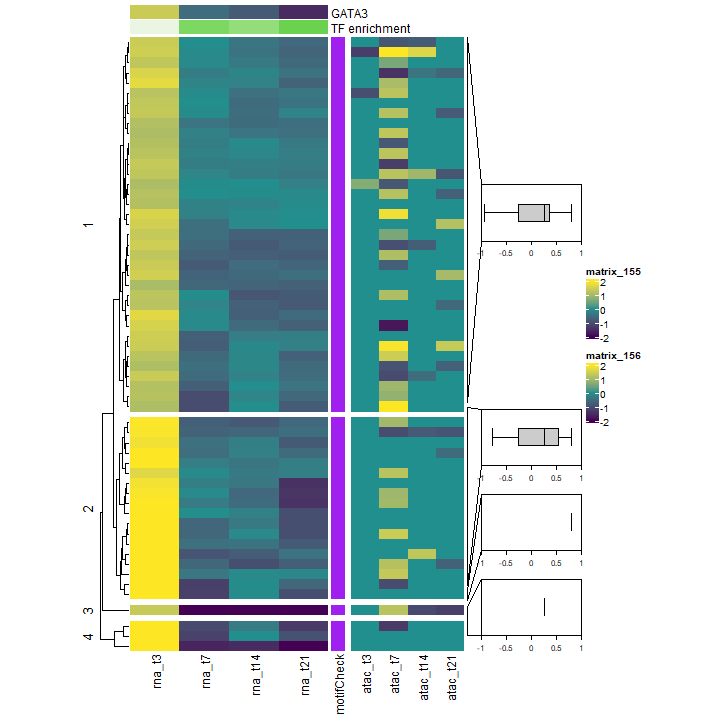 GATA3
TF enrichment
1
2
3
4
-1 -0.5 0 0.5 1
-1 -0.5 0 0.5 1
-1 -0.5 0 0.5 1
-1 -0.5 0 0.5 1
matrix_155
2
1
0
-1
-2
matrix_156
2
1
0
-1
-2
rna_t3
rna_t7
rna_t14
rna_t21
motifCheck
atac_t3
atac_t7
atac_t14
atac_t21